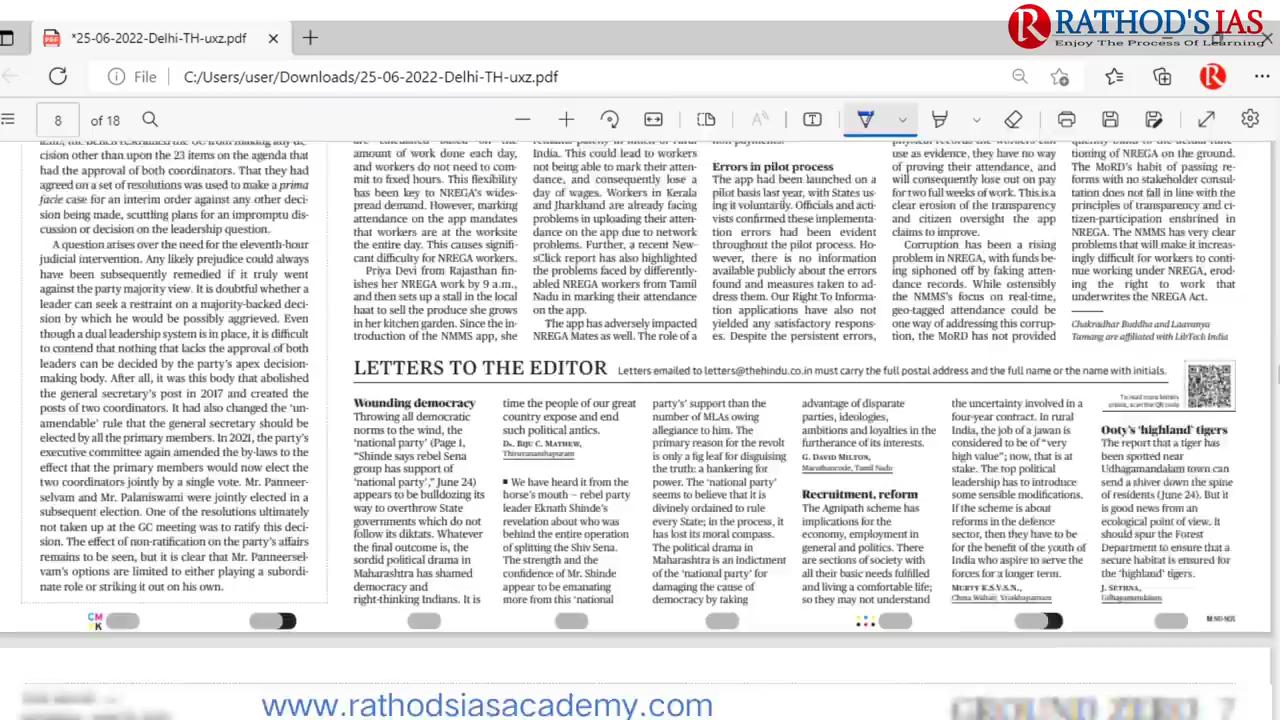 RATHOD'S IAS
Enjoy The Process Of Learning
*25-06-2022-Delhi-TH-uxz.pdf
File
C:/Users/user/Downloads/25-06-2022-Delhi-TH-uxz.pdf
8 of 18
cision other than upon the 23 items on the agenda that
had the approval of both coordinators. That they had
agreed on a set of resolutions was used to make a prima
facie case for an interim order against any other deci-
sion being made, scuttling plans for an impromptu dis-
cussion or decision on the leadership question.
A question arises over the need for the eleventh-hour
judicial intervention. Any likely prejudice could always
have been subsequently remedied if it truly went
against the party majority view. It is doubtful whether a
leader can seek a restraint on a majority-backed deci-
sion by which he would be possibly aggrieved. Even
though a dual leadership system is in place, it is difficult
to contend that nothing that lacks the approval of both
leaders can be decided by the party's apex decision-
making body. After all, it was this body that abolished
the general secretary's post in 2017 and created the
posts of two coordinators. It had also changed the 'un-
amendable' rule that the general secretary should be
elected by all the primary members. In 2021, the party's
executive committee again amended the by-laws to the
effect that the primary members would now elect the
two coordinators jointly by a single vote. Mr. Panneer-
selvam and Mr. Palaniswami were jointly elected in a
subsequent election. One of the resolutions ultimately
not taken up at the GC meeting was to ratify this deci-
sion. The effect of non-ratification on the party's affairs
remains to be seen, but it is clear that Mr. Panneersel-
vam's options are limited to either playing a subordi-
nate role or striking it out on his own.
amount of work done each day,
and workers do not need to com-
mit to fixed hours. This flexibility
has been key to NREGA's wides-
pread demand. However, marking
attendance on the app mandates
that workers are at the worksite
the entire day. This causes signifi-
cant difficulty for NREGA workers.
Priya Devi from Rajasthan fin-
ishes her NREGA work by 9 a.m.,
and then sets up a stall in the local
haat to sell the produce she grows
in her kitchen garden. Since the in-
troduction of the NMMS app, she
India. This could lead to workers
not being able to mark their atten-
dance, and consequently lose a
day of wages. Workers in Kerala
and Jharkhand are already facing
problems in uploading their atten-
dance on the app due to network
problems. Further, a recent New-
sClick report has also highlighted
the problems faced by differently-
abled NREGA workers from Tamil
Nadu in marking their attendance
on the app.
The app has adversely impacted
NREGA Mates as well. The role of a
Errors in pilot process
The app had been launched on a
pilot basis last year, with States us-
ing it voluntarily. Officials and acti-
vists confirmed these implementa-
tion errors had been evident
throughout the pilot process. Ho-
wever, there is no information
available publicly about the errors
found and measures taken to ad-
dress them. Our Right To Informa-
tion applications have also not
yielded any satisfactory respons-
es. Despite the persistent errors,
use as evidence, they have no way
of proving their attendance, and
will consequently lose out on pay
for two full weeks of work. This is a
clear erosion of the transparency
and citizen oversight the app
claims to improve.
Corruption has been a rising
problem in NREGA, with funds be-
ing siphoned off by faking atten-
dance records. While ostensibly
the NMMS's focus on real-time,
geo-tagged attendance could be
one way of addressing this corrup-
tion, the MoRD has not provided
tioning of NREGA on the ground.
The MoRD's habit of passing re-
forms with no stakeholder consul-
tation does not fall in line with the
principles of transparency and ci-
tizen-participation enshrined in
NREGA. The NMMS has very clear
problems that will make it increas-
ingly difficult for workers to conti-
nue working under NREGA, erod-
ing the right to work that
underwrites the NREGA Act.
Chakradhar Buddha and Laavanya
Tamang are affiliated with LibTech India
LETTERS TO THE EDITOR
Letters emailed to letters@thehindu.co.in must carry the full postal address and the full name or the name with initials.
To read more letters
online, scan the QR code
Wounding democracy
Throwing all democratic
norms to the wind, the
'national party' (Page 1,
"Shinde says rebel Sena
group has support of
'national party'," June 24)
appears to be bulldozing its
way to overthrow State
governments which do not
follow its diktats. Whatever
the final outcome is, the
sordid political drama in
Maharashtra has shamed
democracy and
right-thinking Indians. It is
time the people of our great
country expose and end
such political antics.
Dr. Biju C. Mathew,
Thiruvananthapuram
■ We have heard it from the
horse's mouth — rebel party
leader Eknath Shinde's
revelation about who was
behind the entire operation
of splitting the Shiv Sena.
The strength and the
confidence of Mr. Shinde
appear to be emanating
more from this 'national
party's' support than the
number of MLAs owing
allegiance to him. The
primary reason for the revolt
is only a fig leaf for disguising
the truth: a hankering for
power. The 'national party'
seems to believe that it is
divinely ordained to rule
every State; in the process, it
has lost its moral compass.
The political drama in
Maharashtra is an indictment
of the 'national party' for
damaging the cause of
democracy by taking
advantage of disparate
parties, ideologies,
ambitions and loyalties in the
furtherance of its interests.
G. David Milton,
Maruthancode, Tamil Nadu
Recruitment, reform
The Agnipath scheme has
implications for the
economy, employment in
general and politics. There
are sections of society with
all their basic needs fulfilled
and living a comfortable life;
so they may not understand
the uncertainty involved in a
four-year contract. In rural
India, the job of a jawan is
considered to be of "very
high value"; now, that is at
stake. The top political
leadership has to introduce
some sensible modifications.
If the scheme is about
reforms in the defence
sector, then they have to be
for the benefit of the youth of
India who aspire to serve the
forces for a longer term.
Murty K.S.V.S.N.,
China Waltair, Visakhapatnam
Ooty's 'highland' tigers
The report that a tiger has
been spotted near
Udhagamandalam town can
send a shiver down the spine
of residents (June 24). But it
is good news from an
ecological point of view. It
should spur the Forest
Department to ensure that a
secure habitat is ensured for
the 'highland' tigers.
J. Sethna,
Udhagamandalam
CM
YK
www.rathodsiasacademy.com
GROUND ZERO 7